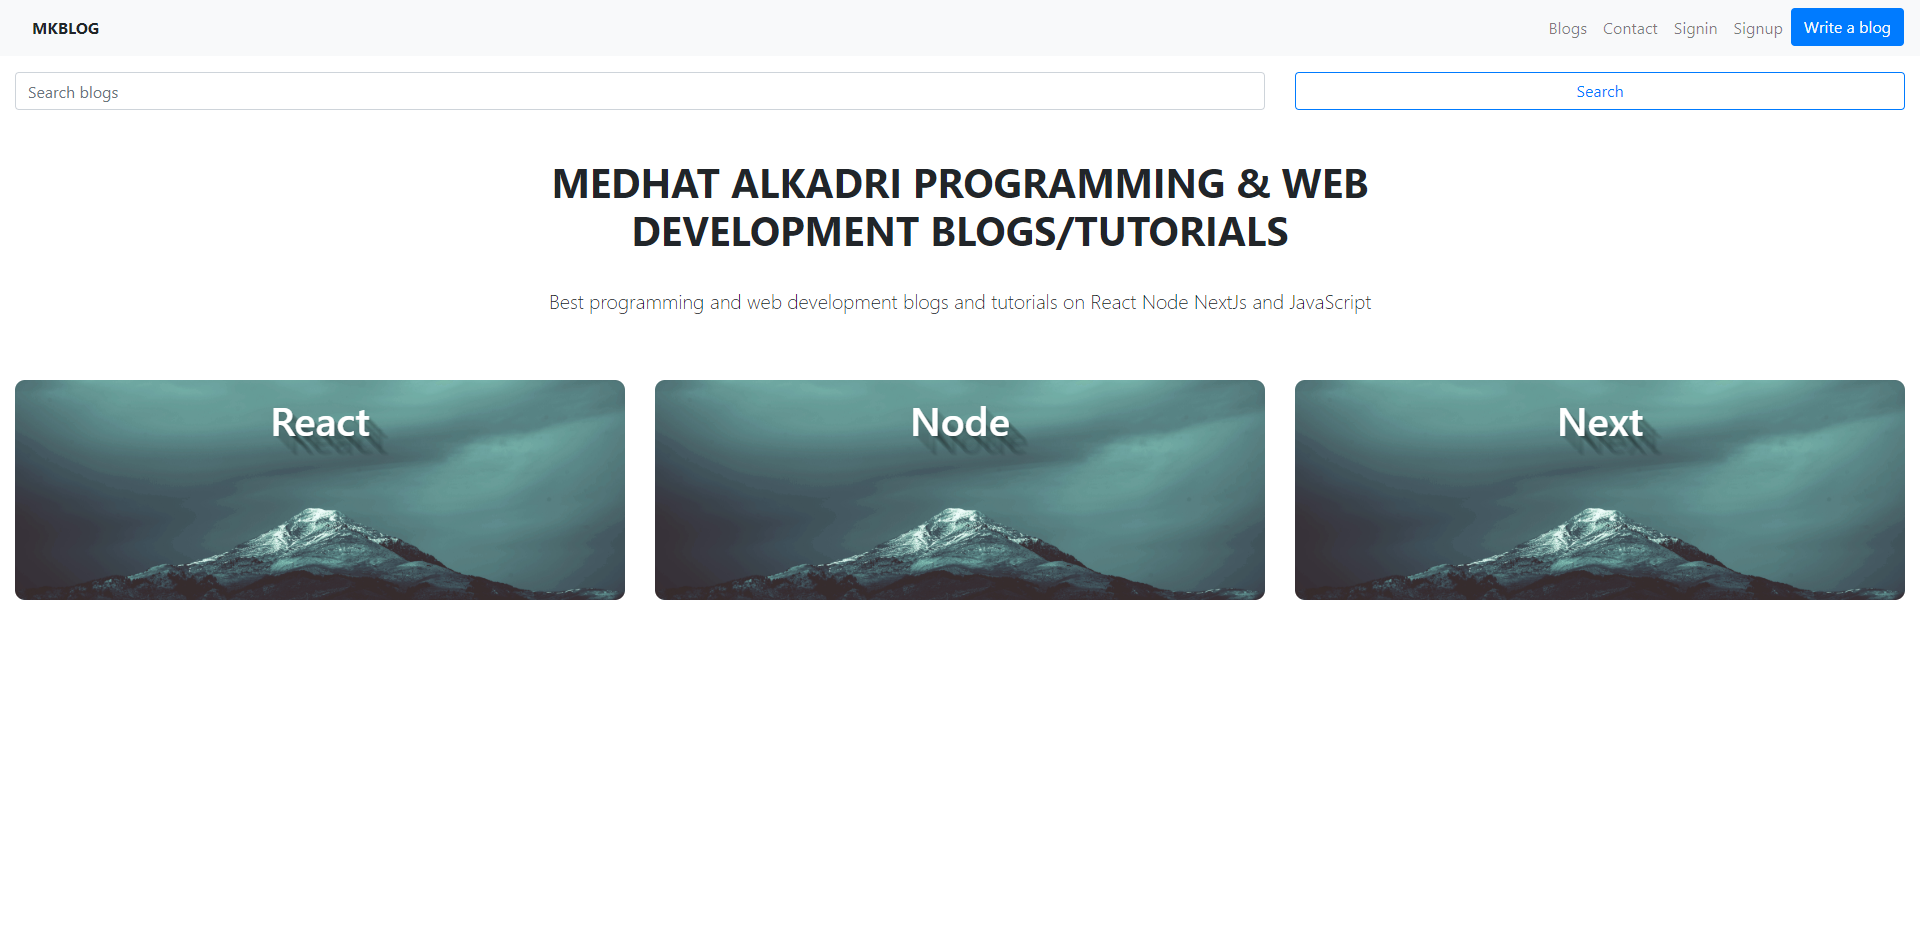 MKBLOG
Blogs Contact Signin Signup Write a blog
Search blogs
Search
MEDHAT ALKADRI PROGRAMMING & WEB
DEVELOPMENT BLOGS/TUTORIALS
Best programming and web development blogs and tutorials on React Node NextJs and JavaScript
React
Node
Next